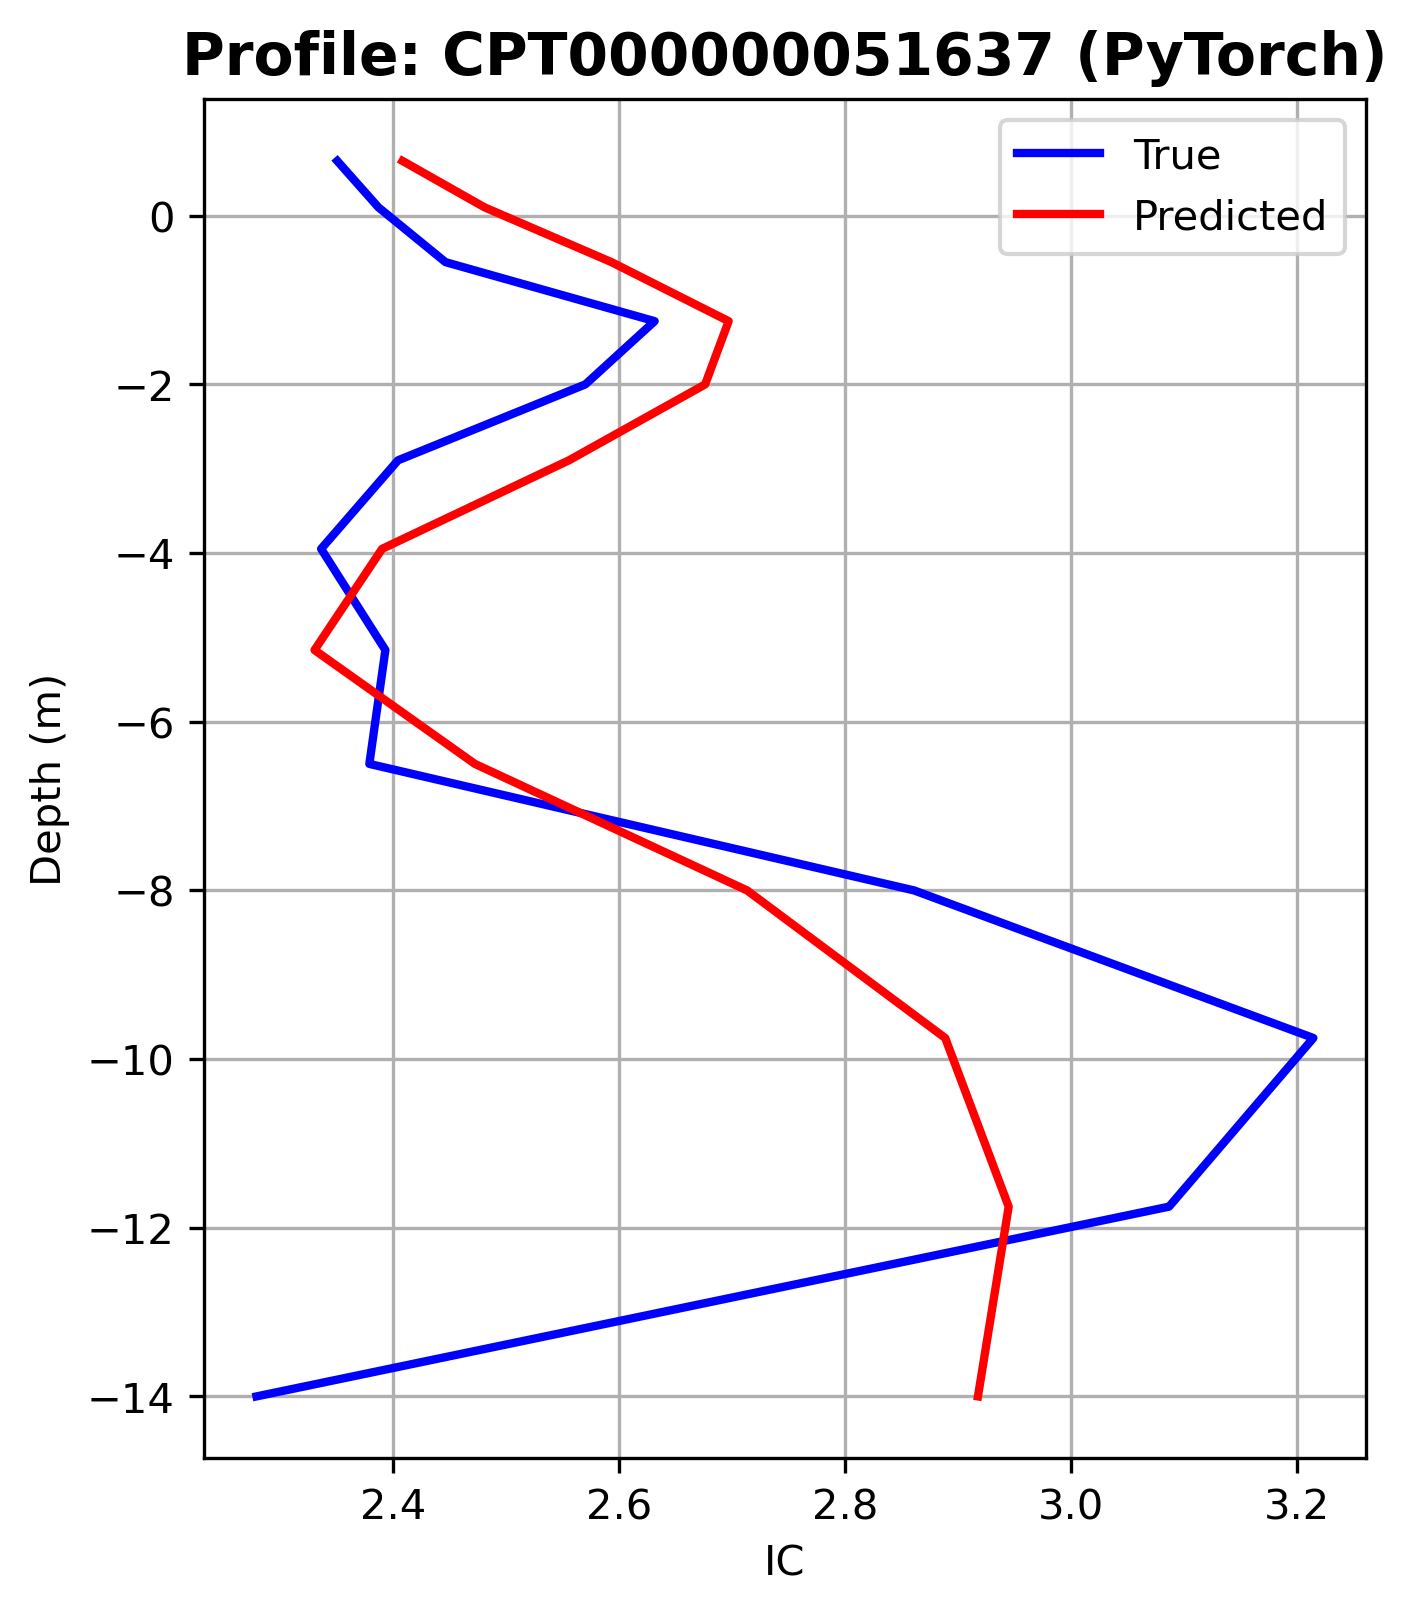 Profile: CPT000000051637 (PyTorch)
True
Predicted
0
−2
−4
−6
−8
−10
−12
−14
Depth (m)
2.4 2.6 2.8 3.0 3.2
IC